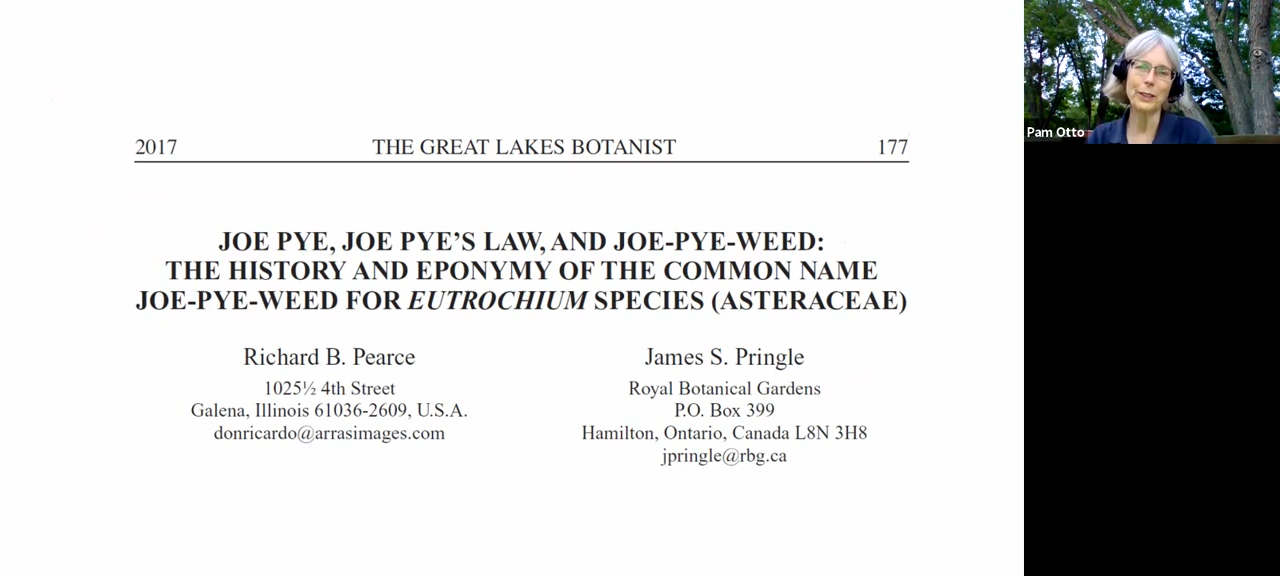 2017 THE GREAT LAKES BOTANIST 177
JOE PYE, JOE PYE'S LAW, AND JOE-PYE-WEED:
THE HISTORY AND EPONYMY OF THE COMMON NAME
JOE-PYE-WEED FOR EUTROCHIUM SPECIES (ASTERACEAE)
Richard B. Pearce
1025½ 4th Street
Galena, Illinois 61036-2609, U.S.A.
donricardo@arrasimages.com
James S. Pringle
Royal Botanical Gardens
P.O. Box 399
Hamilton, Ontario, Canada L8N 3H8
jpringle@rbg.ca
Pam Otto